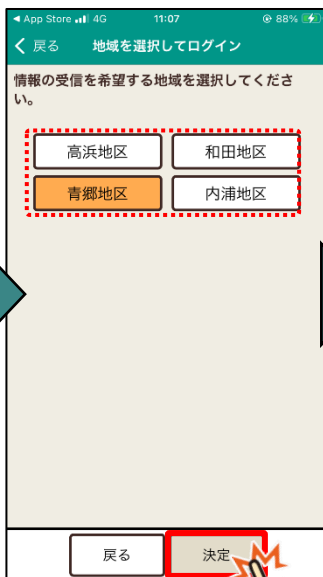 App Store 4G 11:07 88%
戻る 地域を選択してログイン
情報の受信を希望する地域を選択してくださ
い。
高浜地区 和田地区
青郷地区 内浦地区
戻る 決定